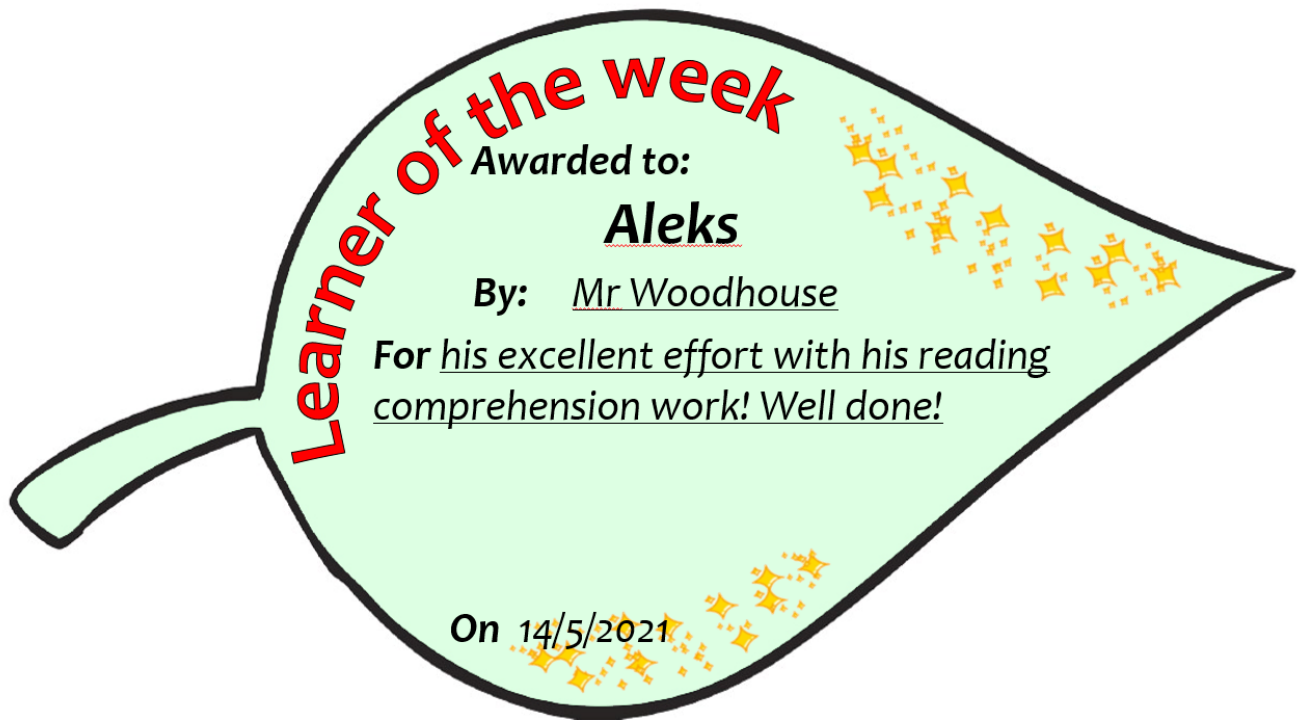 Learner of the week
Awarded to:
Aleks
By: Mr Woodhouse
For his excellent effort with his reading
comprehension work! Well done!
On 14/5/2021